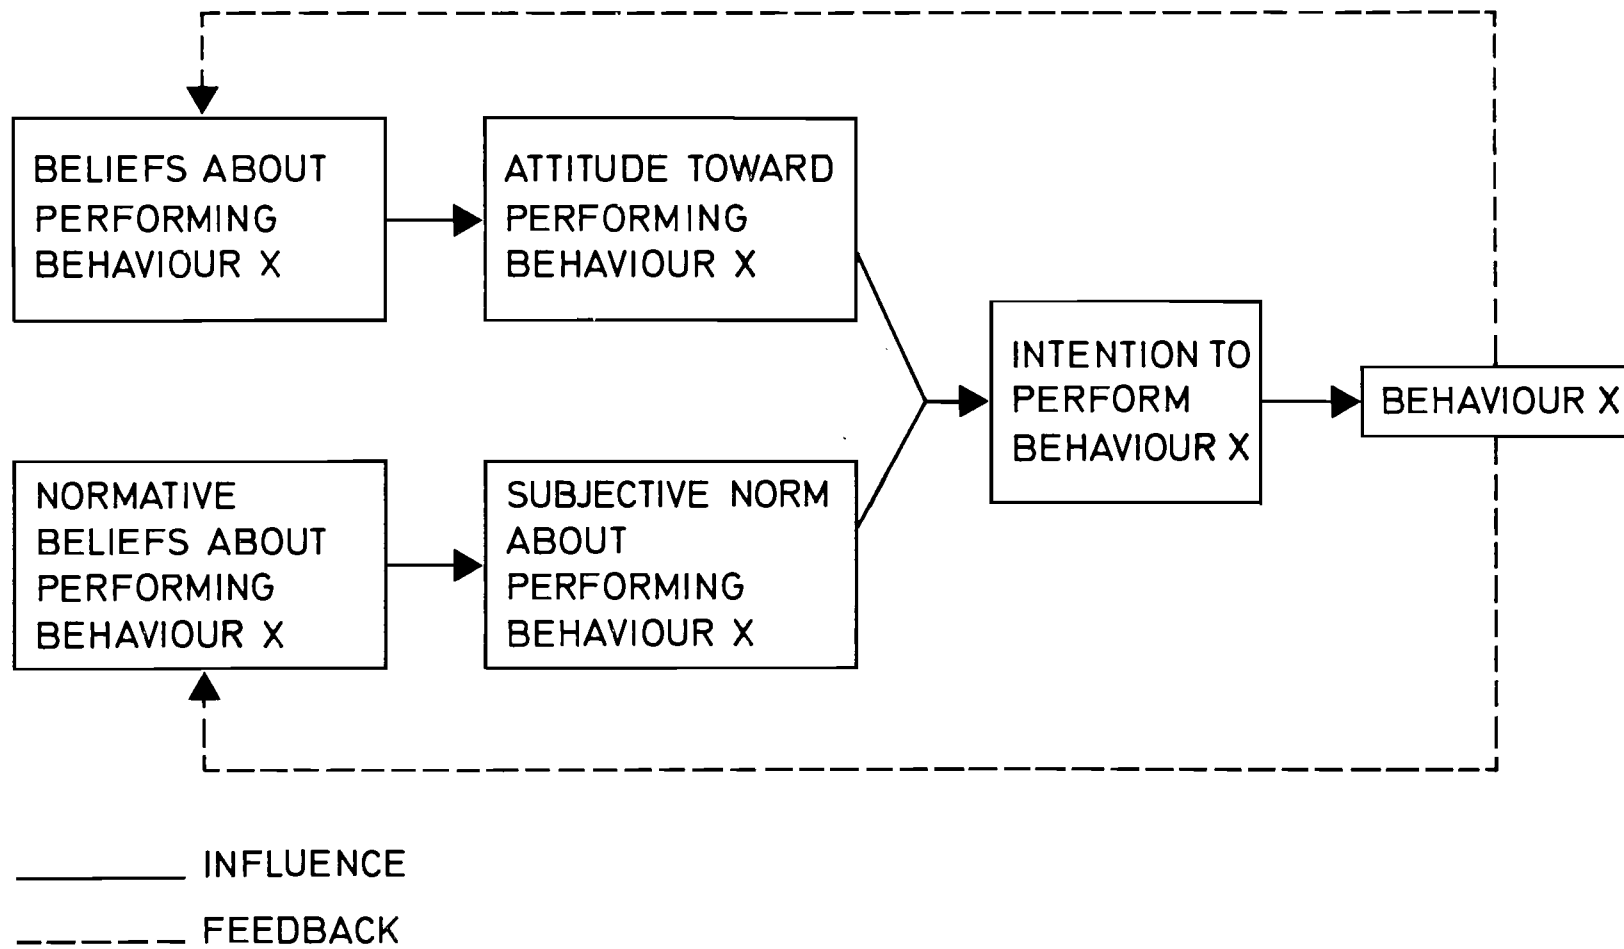 BELIEFS ABOUT
PERFORMING
BEHAVIOUR X
ATTITUDE TOWARD
PERFORMING
BEHAVIOUR X
NORMATIVE
BELIEFS ABOUT
PERFORMING
BEHAVIOUR X
SUBJECTIVE NORM
ABOUT
PERFORMING
BEHAVIOUR X
INTENTION TO
PERFORM
BEHAVIOUR X
BEHAVIOUR X
INFLUENCE
FEEDBACK